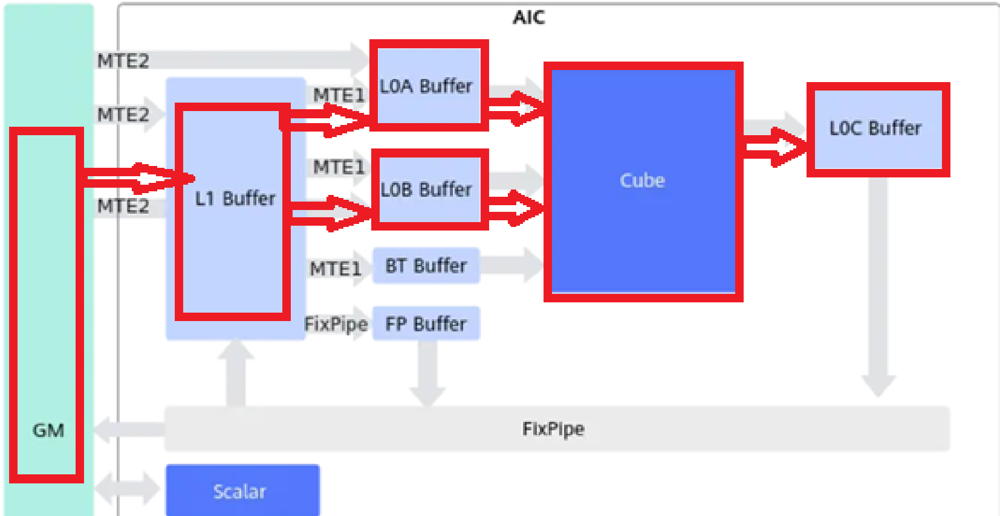 AIC
MTE2
MTE1
L0A Buffer
MTE2
L0C Buffer
MTE1
L0B Buffer
Cube
L1 Buffer
MTE2
MTE1
BT Buffer
FixPipe
FP Buffer
GM
FixPipe
Scalar